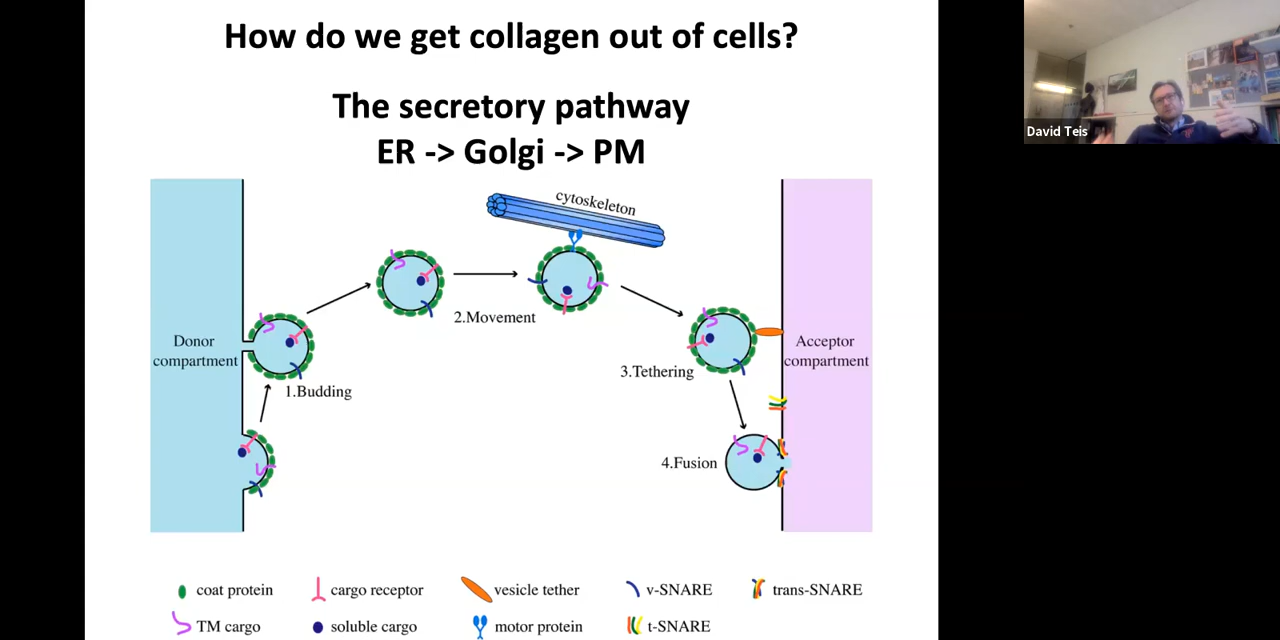 How do we get collagen out of cells?
The secretory pathway
ER -> Golgi -> PM
David Teis
cytoskeleton
2.Movement
Donor
compartment
Acceptor
compartment
3.Tethering
1.Budding
4.Fusion
coat protein
cargo receptor
vesicle tether
v-SNARE
trans-SNARE
TM cargo
soluble cargo
motor protein
t-SNARE